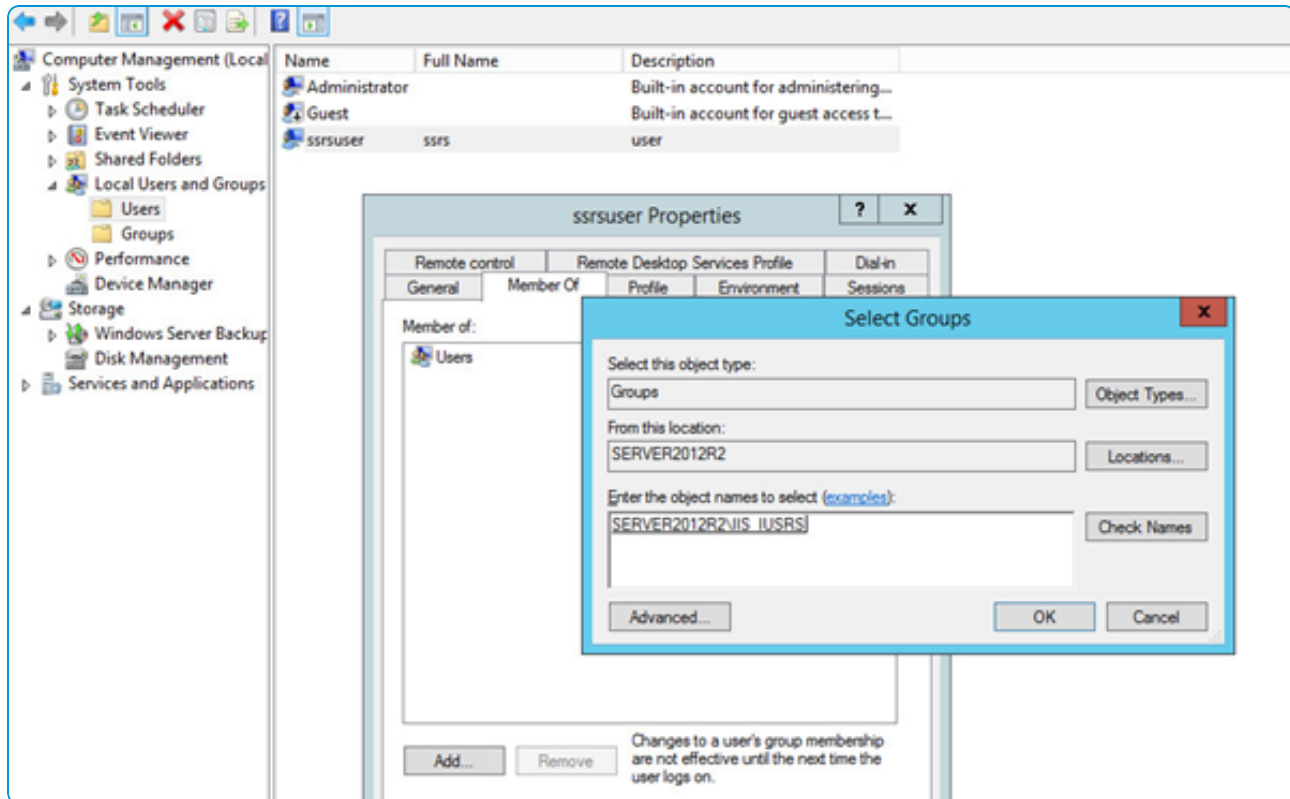 Computer Management (Local
System Tools
Task Scheduler
Event Viewer
Shared Folders
Local Users and Groups
Users
Groups
Performance
Device Manager
Storage
Windows Server Backup
Disk Management
Services and Applications
Name Full Name Description
Administrator Built-in account for administering...
Guest Built-in account for guest access t...
ssrsuser ssrs user
ssrsuser Properties
? x
Remote control Remote Desktop Services Profile Dial-in
General Member Of Profile Environment Sessions
Member of:
Users
Add... Remove
Changes to a user's group membership
are not effective until the next time the
user logs on.
Select Groups
x
Select this object type:
Groups Object Types...
From this location:
SERVER2012R2 Locations...
Enter the object names to select (examples):
SERVER2012R2\IIS_IUSRS Check Names
Advanced... OK Cancel